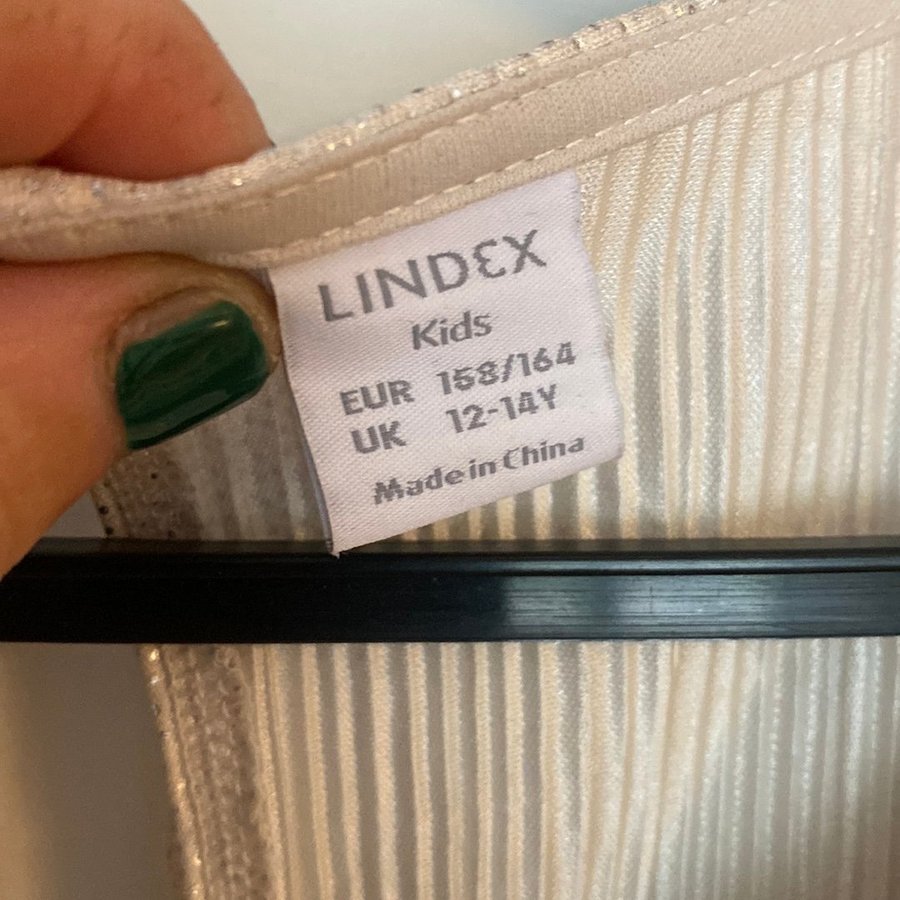 LINDEX
Kids
EUR 158/164
UK 12-14Y
Made in China